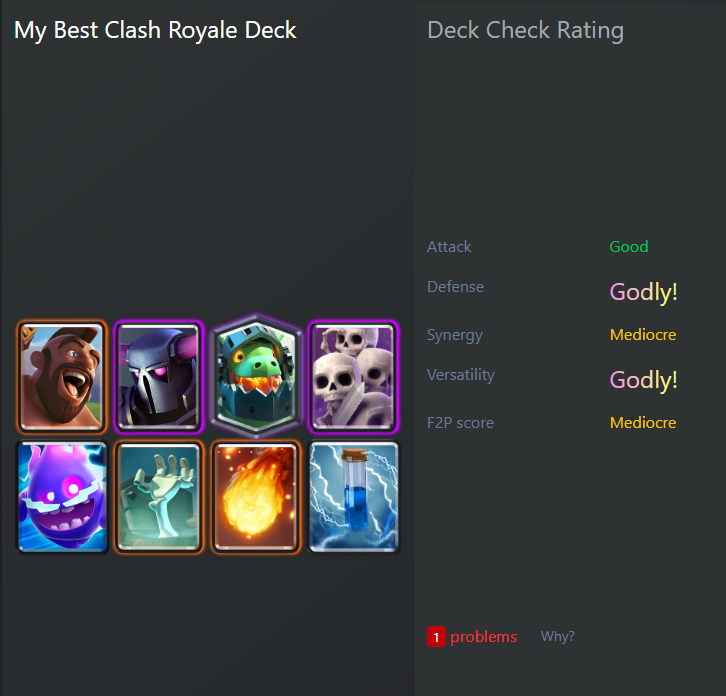 My Best Clash Royale Deck
Deck Check Rating
Attack Good
Defense Godly!
Synergy Mediocre
Versatility Godly!
F2P score Mediocre
1 problems Why?